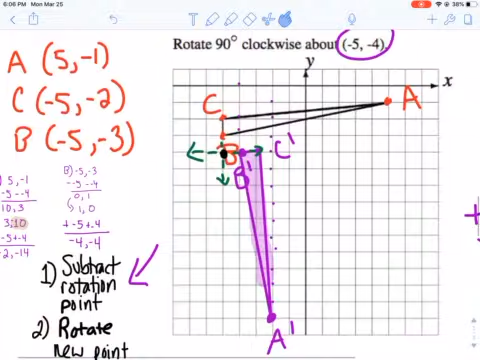 6:06 PM Mon Mar 25
38%
Rotate 90° clockwise about (-5, -4)
y
x
A (5, -1)
C (-5, -2)
B (-5, -3)
C
A
B
C'
B'
A'
5, -1
- -5 - -4
10, 3
3, -10
-5 + -4
-2, -14
B) -5, -3
- -5 - -4
0, 1
1, 0
+ -5 + -4
-4, -4
1) Subtract
rotation
point
2) Rotate
new point
+